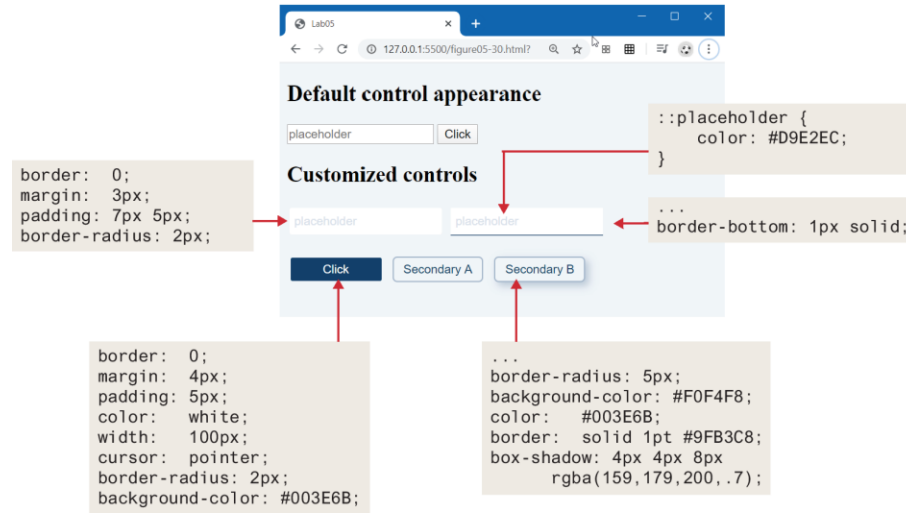 Lab05
127.0.0.1:5500/figure05-30.html?
Default control appearance
placeholder Click
::placeholder {
color: #D9E2EC;
}
Customized controls
border: 0;
margin: 3px;
padding: 7px 5px;
border-radius: 2px;
placeholder placeholder
...
border-bottom: 1px solid;
Click Secondary A Secondary B
border: 0;
margin: 4px;
padding: 5px;
color: white;
width: 100px;
cursor: pointer;
border-radius: 2px;
background-color: #003E6B;
...
border-radius: 5px;
background-color: #F0F4F8;
color: #003E6B;
border: solid 1pt #9FB3C8;
box-shadow: 4px 4px 8px
rgba(159,179,200,.7);